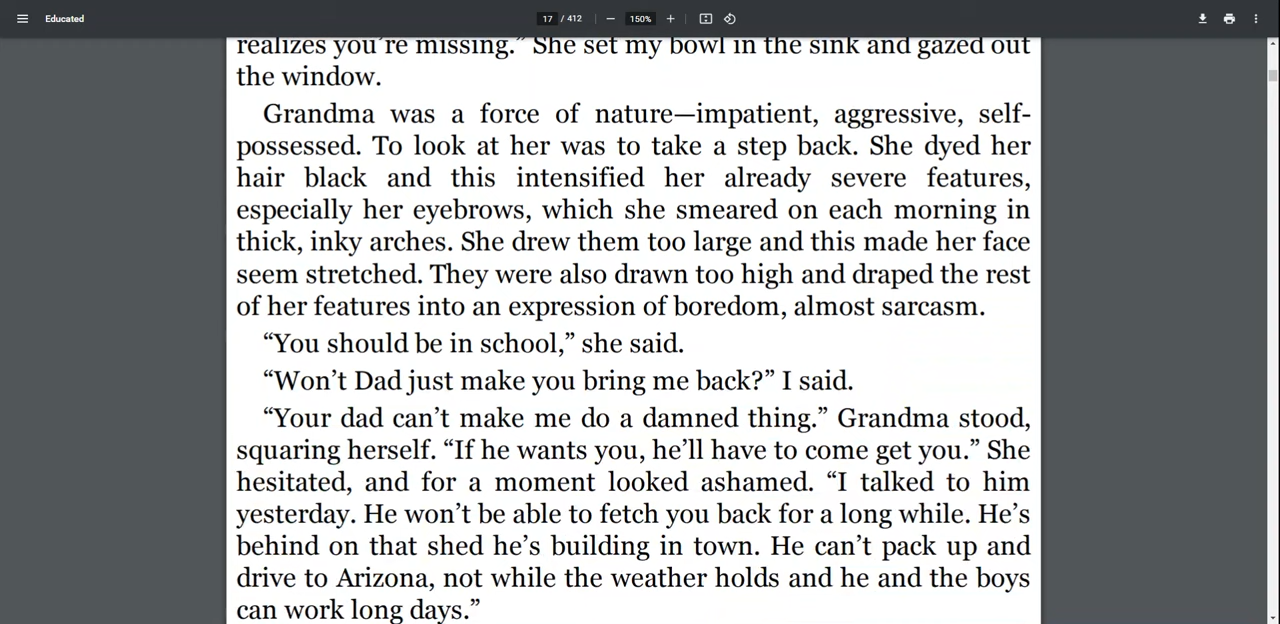 Educated
17 / 412
150%
realizes you’re missing.” She set my bowl in the sink and gazed out
the window.
Grandma was a force of nature—impatient, aggressive, self-
possessed. To look at her was to take a step back. She dyed her
hair black and this intensified her already severe features,
especially her eyebrows, which she smeared on each morning in
thick, inky arches. She drew them too large and this made her face
seem stretched. They were also drawn too high and draped the rest
of her features into an expression of boredom, almost sarcasm.
“You should be in school,” she said.
“Won’t Dad just make you bring me back?” I said.
“Your dad can’t make me do a damned thing.” Grandma stood,
squaring herself. “If he wants you, he’ll have to come get you.” She
hesitated, and for a moment looked ashamed. “I talked to him
yesterday. He won’t be able to fetch you back for a long while. He’s
behind on that shed he’s building in town. He can’t pack up and
drive to Arizona, not while the weather holds and he and the boys
can work long days.”